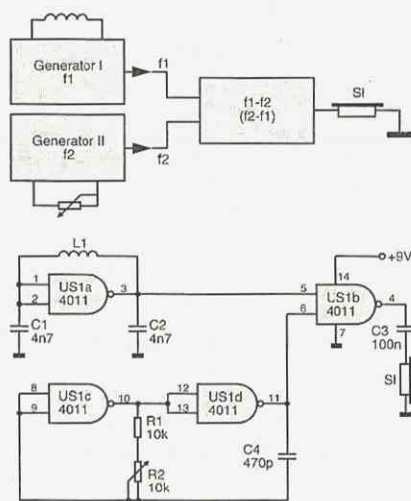 Generator I
f1
f1
f1-f2
(f2-f1)
SI
Generator II
f2
f2
L1
+9V
1
2
US1a
4011
3
5
14
US1b
4011
4
6
7
C1
4n7
C2
4n7
C3
100n
SI
8
9
US1c
4011
10
12
13
US1d
4011
11
R1
10k
R2
10k
C4
470p